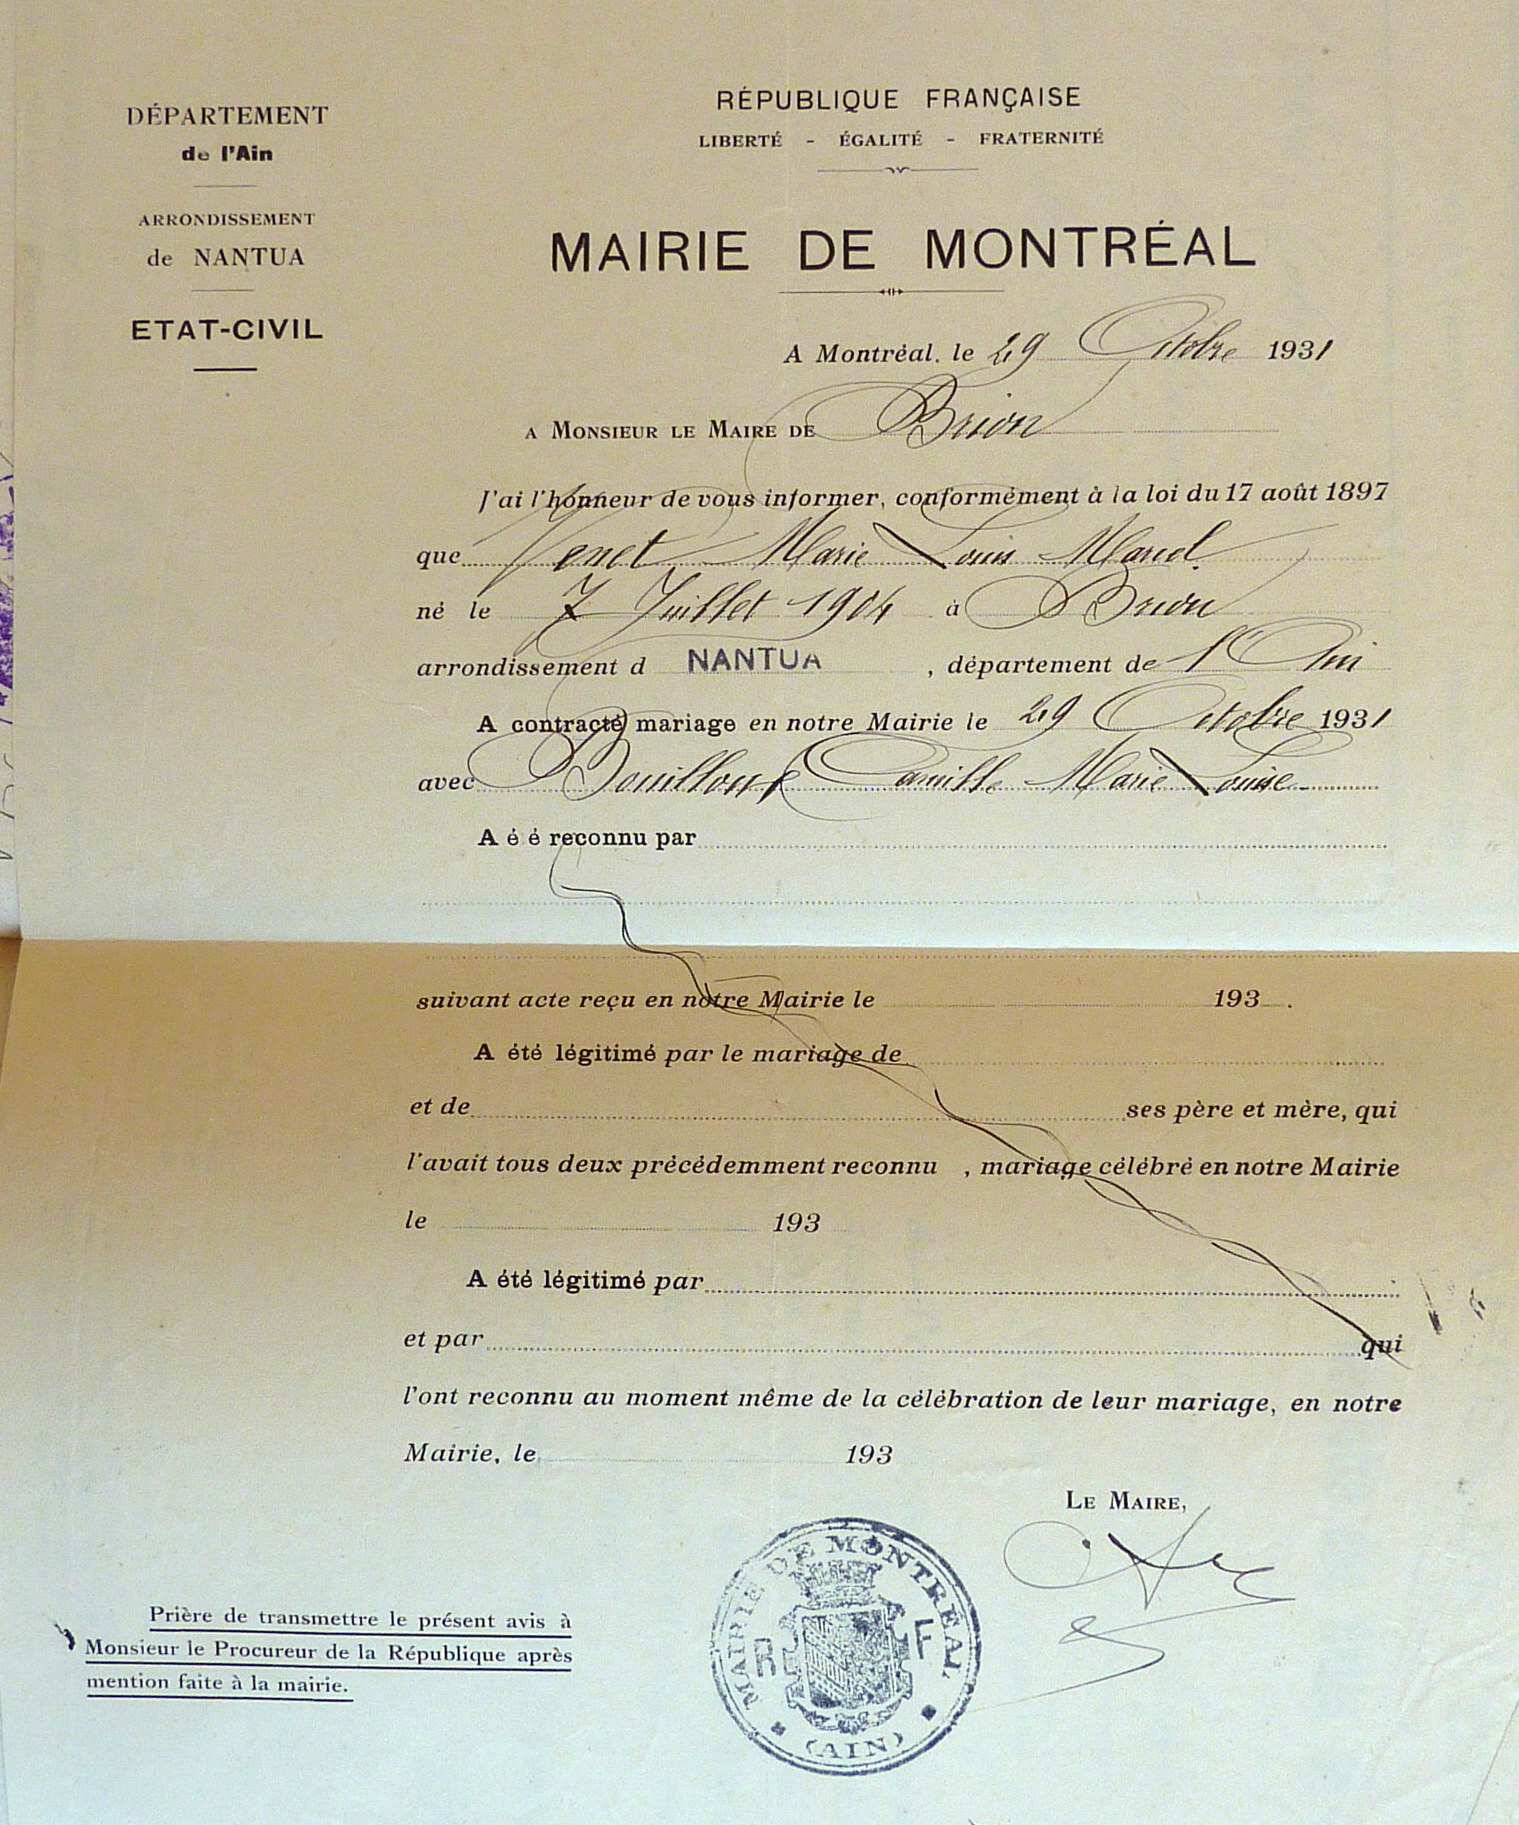 DÉPARTEMENT
de l'Ain
ARRONDISSEMENT
de NANTUA
ETAT-CIVIL
RÉPUBLIQUE FRANÇAISE
LIBERTÉ - ÉGALITÉ - FRATERNITÉ
MAIRIE DE MONTRÉAL
A Montréal, le 29 Octobre 1931
A MONSIEUR LE MAIRE DE Brion
J'ai l'honneur de vous informer, conformément à la loi du 17 août 1897
que Venet Marie Louis Marcel
né le 7 Juillet 1904 à Brion
arrondissement d NANTUA, département de l'Ain
A contracté mariage en notre Mairie le 29 Octobre 1931
avec Bouilloux Camille Marie Louise
A é é reconnu par
suivant acte reçu en notre Mairie le 193 .
A été légitimé par le mariage de
et de ses père et mère, qui
l'avait tous deux précédemment reconnu , mariage célébré en notre Mairie
le 193
A été légitimé par
et par qui
l'ont reconnu au moment même de la célébration de leur mariage, en notre
Mairie, le 193
LE MAIRE,
MAIRIE DE MONTRÉAL
R F
(AIN)
Prière de transmettre le présent avis à
Monsieur le Procureur de la République après
mention faite à la mairie.